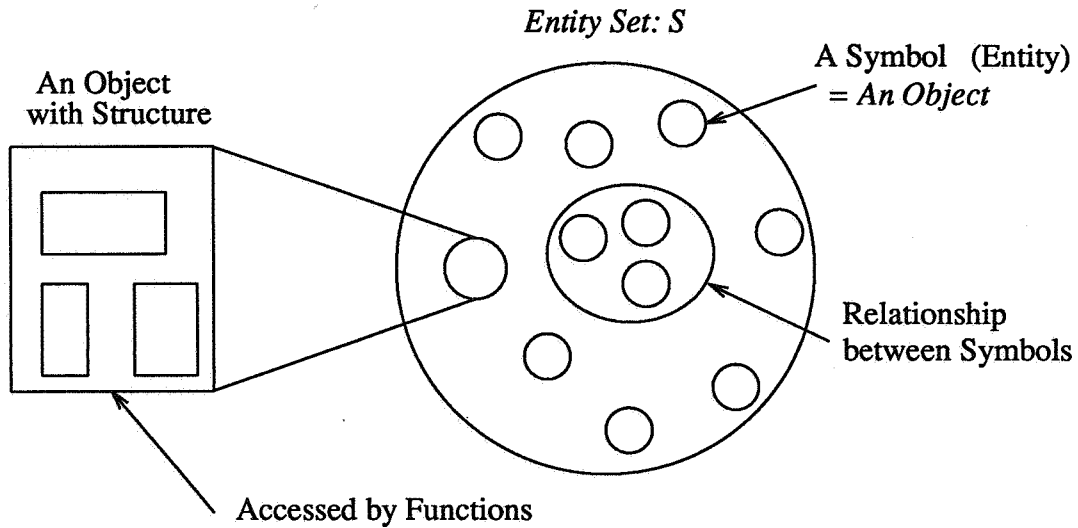 Entity Set: S
A Symbol (Entity)
= An Object
An Object
with Structure
Relationship
between Symbols
Accessed by Functions